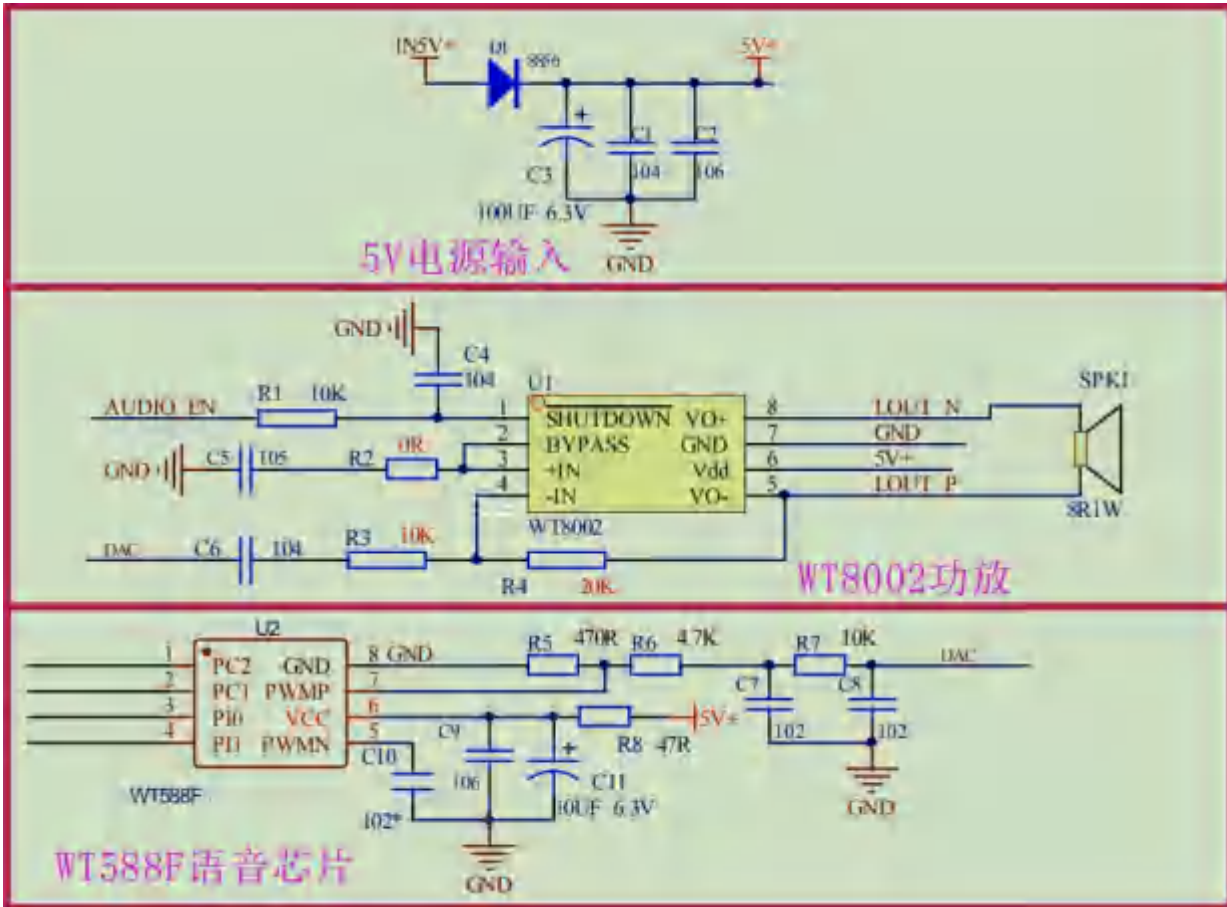 IN5V+ D1 5V+
C1 C2
C3 104 106
100UF 6.3V
5V电源输入 GND
GND
C4
104
AUDIO_EN R1 10K
U1
SPK1
1 SHUTDOWN VO+ 8 LOUT_N
2 BYPASS GND 7 GND
3 +IN Vdd 6 5V+
4 -IN VO- 5 LOUT_P
GND C5 105 R2 0R
8R1W
WT8002
DAC C6 104 R3 10K
R4 20K
WT8002功放
U2
1 PC2 GND 8 GND
2 PC1 PWMP 7
3 PI0 VCC 6
4 PI1 PWMN 5
R5 470R R6 4.7K R7 10K DAC
C7 C8
102 102
GND
R8 47R 5V+
C10 C9 C11
102* 106 10UF 6.3V
WT588F
WT588F语音芯片
GND